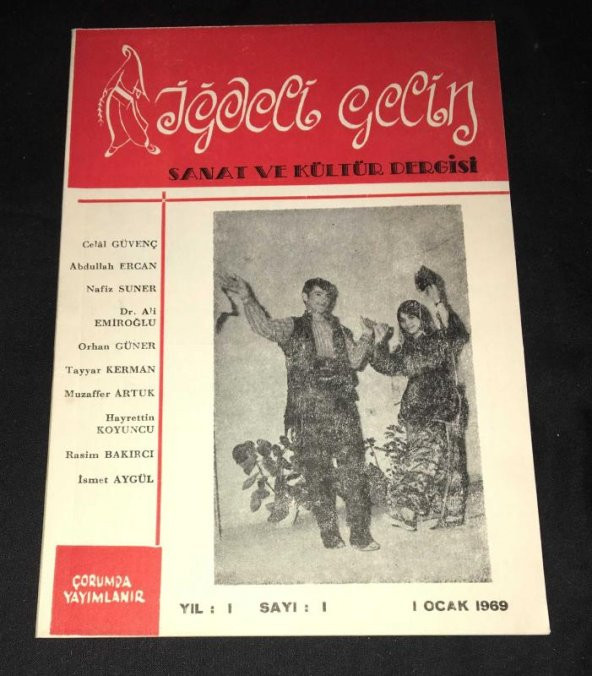 İğdeli Gelin
SANAT VE KÜLTÜR DERGİSİ
Celâl GÜVENÇ
Abdullah ERCAN
Nafiz SUNER
Dr. Ali
EMİROĞLU
Orhan GÜNER
Tayyar KERMAN
Muzaffer ARTUK
Hayrettin
KOYUNCU
Rasim BAKIRCI
İsmet AYGÜL
ÇORUMDA
YAYIMLANIR
YIL : 1 SAYI : 1 1 OCAK 1969